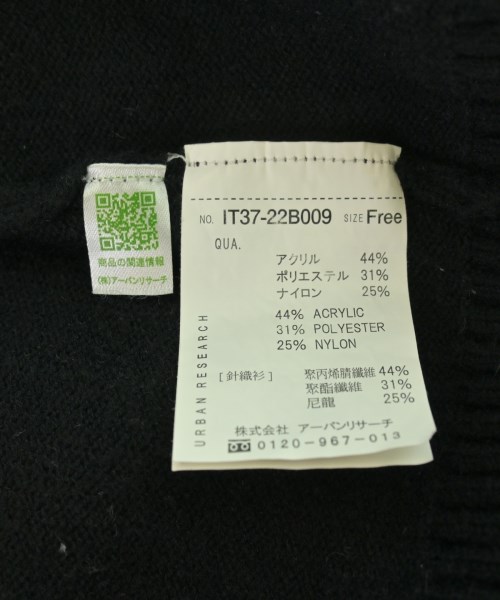 商品の関連情報
(株)アーバンリサーチ
NO. IT37-22B009 SIZE Free
QUA.
アクリル 44%
ポリエステル 31%
ナイロン 25%
44% ACRYLIC
31% POLYESTER
25% NYLON
[針織衫] 聚丙烯腈纖維 44%
聚酯纖維 31%
尼龍 25%
URBAN RESEARCH
株式会社 アーバンリサーチ
0120-967-013